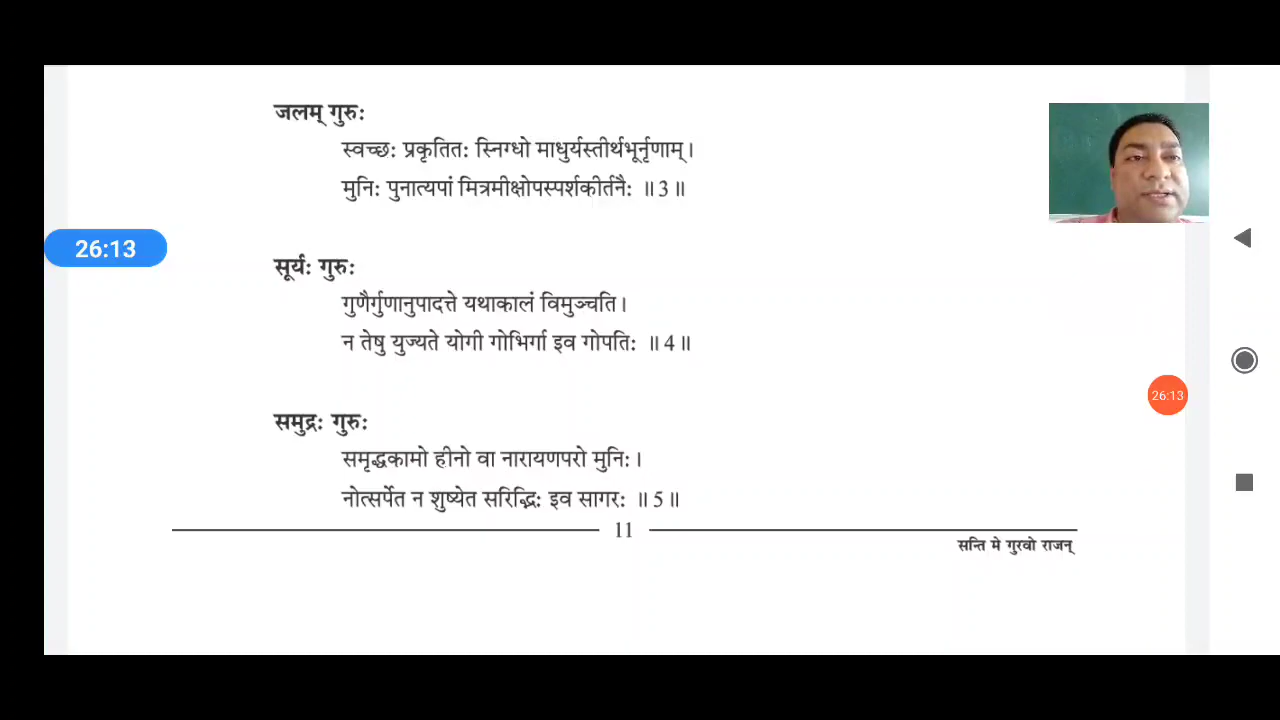 जलम् गुरुः
स्वच्छः प्रकृतितः स्निग्धो माधुर्यस्तीर्थभूर्नृणाम्।
मुनिः पुनात्यपां मित्रमीक्षोपस्पर्शकीर्तनैः ॥3॥
26:13
सूर्यः गुरुः
गुणैर्गुणानुपादत्ते यथाकालं विमुञ्चति।
न तेषु युज्यते योगी गोभिर्गा इव गोपतिः ॥4॥
26:13
समुद्रः गुरुः
समृद्धकामो हीनो वा नारायणपरो मुनिः।
नोत्सर्पेत न शुष्येत सरिद्भिः इव सागरः ॥5॥
11
सन्ति मे गुरवो राजन्